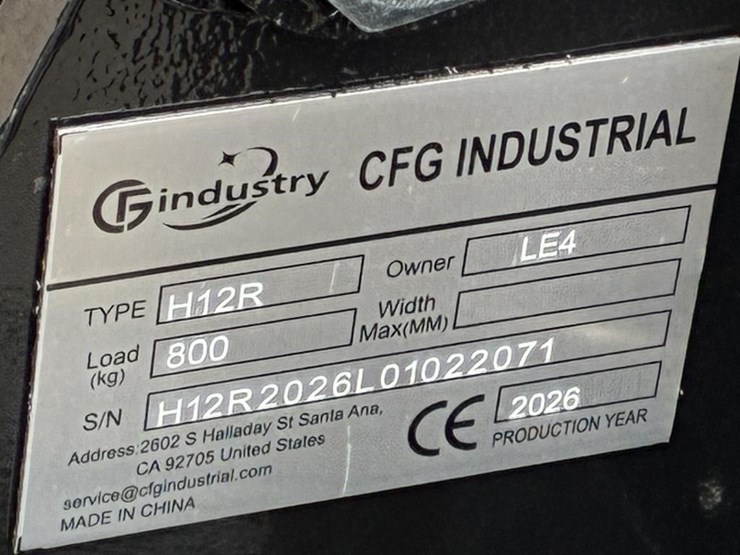 CFGindustry CFG INDUSTRIAL
TYPE H12R Owner LE4
Load (kg) 800 Width Max(MM)
S/N H12R2026L01022071
Address:2602 S Halladay St Santa Ana,
CA 92705 United States
service@cfgindustrial.com
MADE IN CHINA
CE 2026
PRODUCTION YEAR